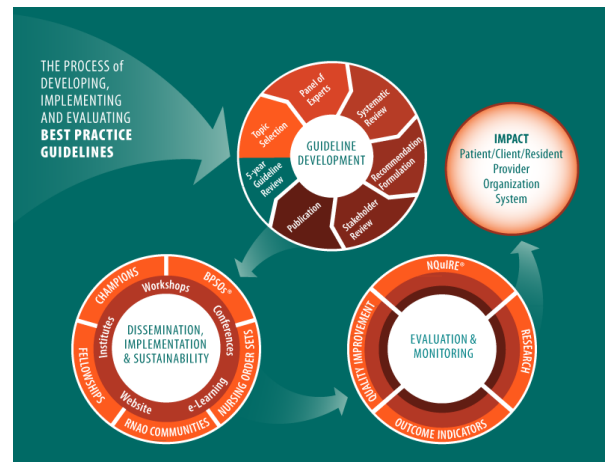 THE PROCESS of
DEVELOPING,
IMPLEMENTING
AND EVALUATING
BEST PRACTICE
GUIDELINES
GUIDELINE
DEVELOPMENT
Topic
Selection
Panel of
Experts
Systematic
Review
Recommendation
Formulation
Stakeholder
Review
Publication
5-year
Guideline
Review
IMPACT
Patient/Client/Resident
Provider
Organization
System
DISSEMINATION,
IMPLEMENTATION
& SUSTAINABILITY
CHAMPIONS
BPSOs®
NURSING ORDER SETS
RNAO COMMUNITIES
FELLOWSHIPS
Workshops
Conferences
e-Learning
Website
Institutes
EVALUATION &
MONITORING
NQuIRE®
RESEARCH
OUTCOME INDICATORS
QUALITY IMPROVEMENT